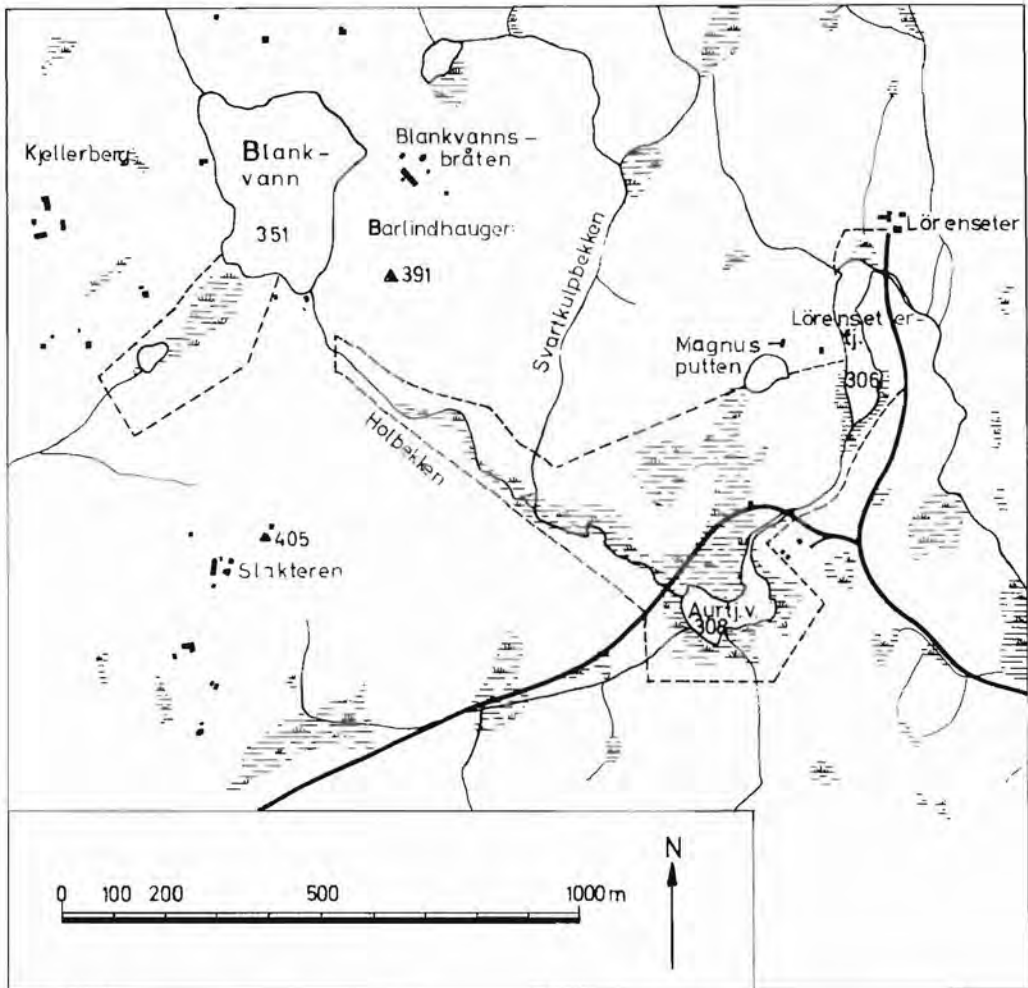 Kjellerberg
Blank-
vann
351
Blankvanns-
bråten
Barlindhaugen
391
Svartkulpbekken
Lörenseter
Lörenseter-
tj.
306
Magnus
putten
Holbekken
405
Slakteren
Aurtj.v.
308
N
0 100 200 500 1000 m